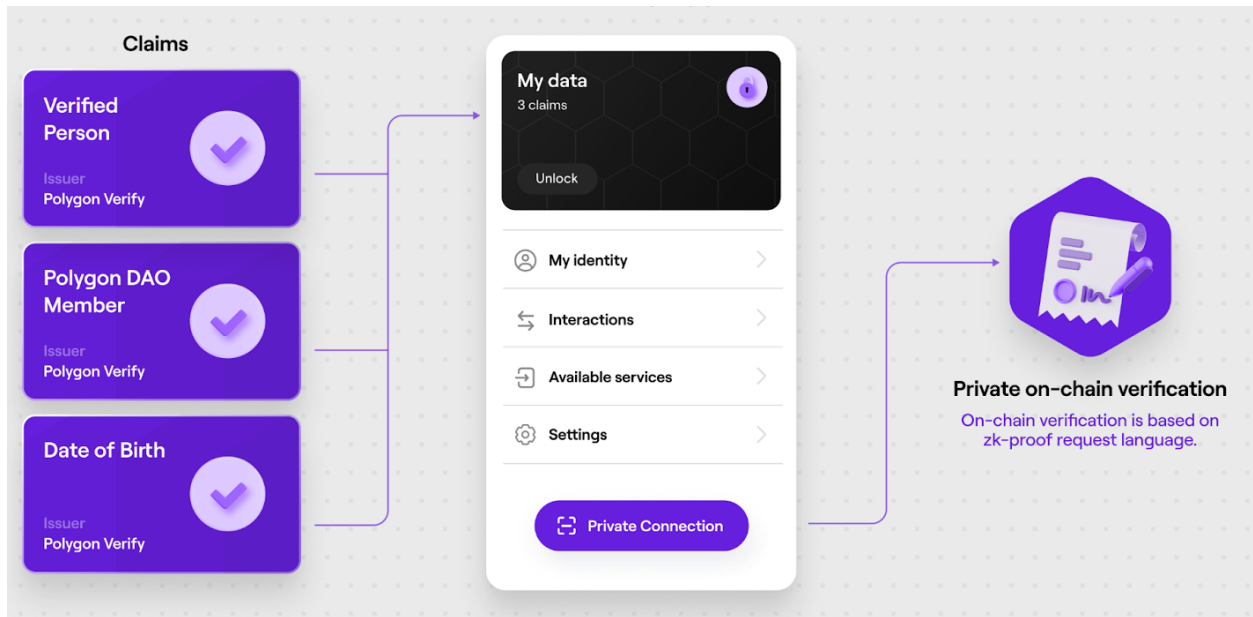 Claims
Verified
Person
Issuer
Polygon Verify
Polygon DAO
Member
Issuer
Polygon Verify
Date of Birth
Issuer
Polygon Verify
My data
3 claims
Unlock
My identity
Interactions
Available services
Settings
Private Connection
Private on-chain verification
On-chain verification is based on
zk-proof request language.